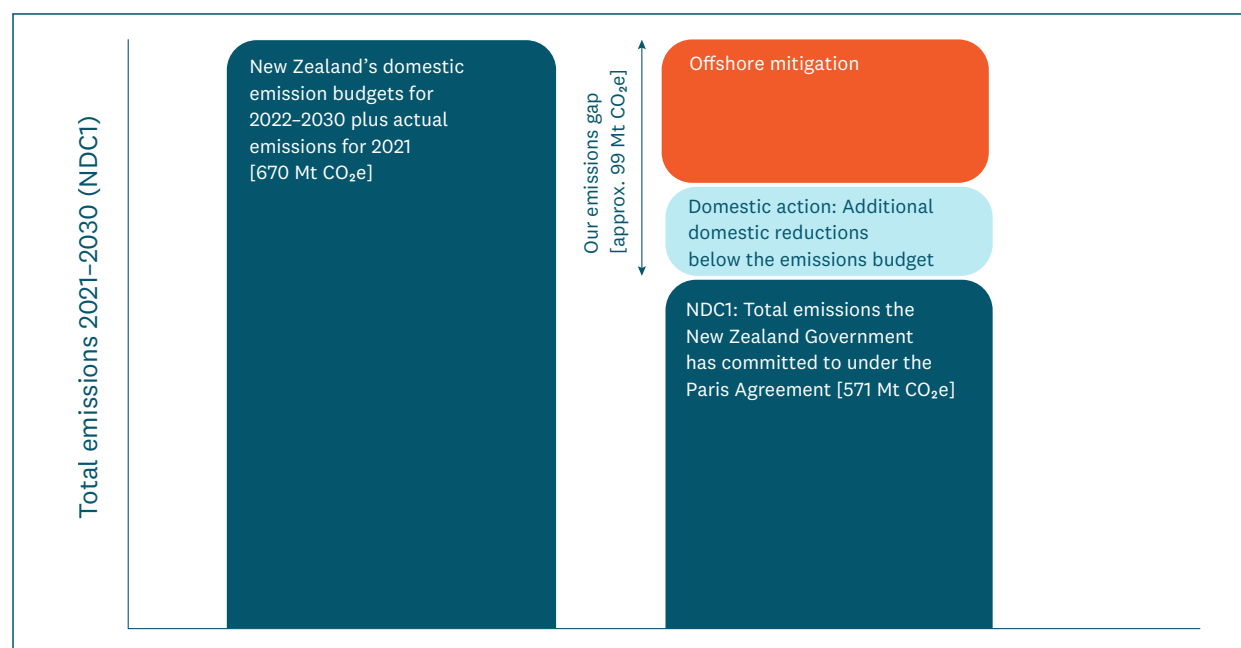 Total emissions 2021–2030 (NDC1)
New Zealand's domestic
emission budgets for
2022–2030 plus actual
emissions for 2021
[670 Mt CO₂e]
Our emissions gap
[approx. 99 Mt CO₂e]
Offshore mitigation
Domestic action: Additional
domestic reductions
below the emissions budget
NDC1: Total emissions the
New Zealand Government
has committed to under the
Paris Agreement [571 Mt CO₂e]